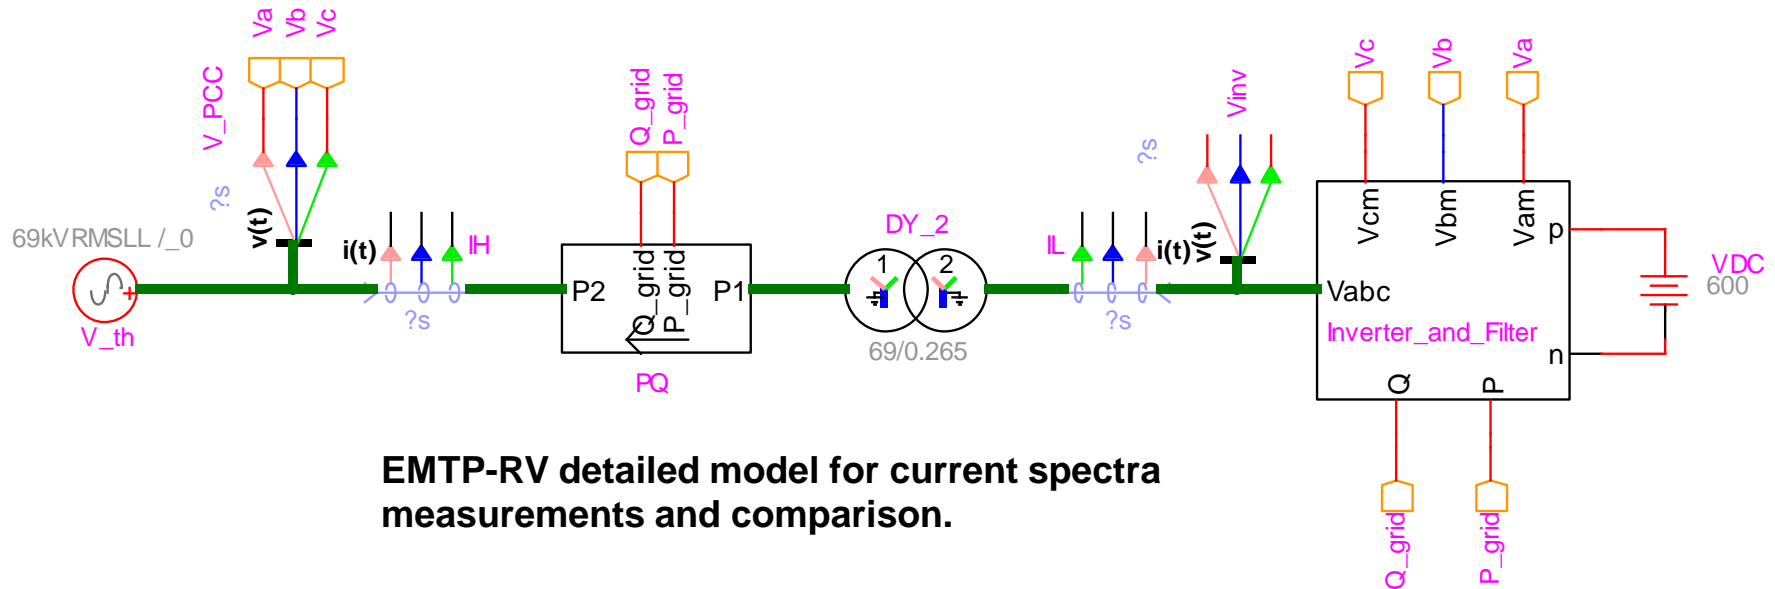 Va
Vb
Vc
V_PCC
?s
v(t)
69kVRMSLL /_0
+
V_th
i(t)
IH
?s
Q_grid
P_grid
P2
Q_grid
P_grid
P1
PQ
DY_2
1
2
69/0.265
IL
i(t)
?s
?s
v(t)
Vinv
Vc
Vb
Va
Vcm
Vbm
Vam
p
Vabc
Inverter_and_Filter
n
Q
P
VDC
600
Q_grid
P_grid
EMTP-RV detailed model for current spectra
measurements and comparison.